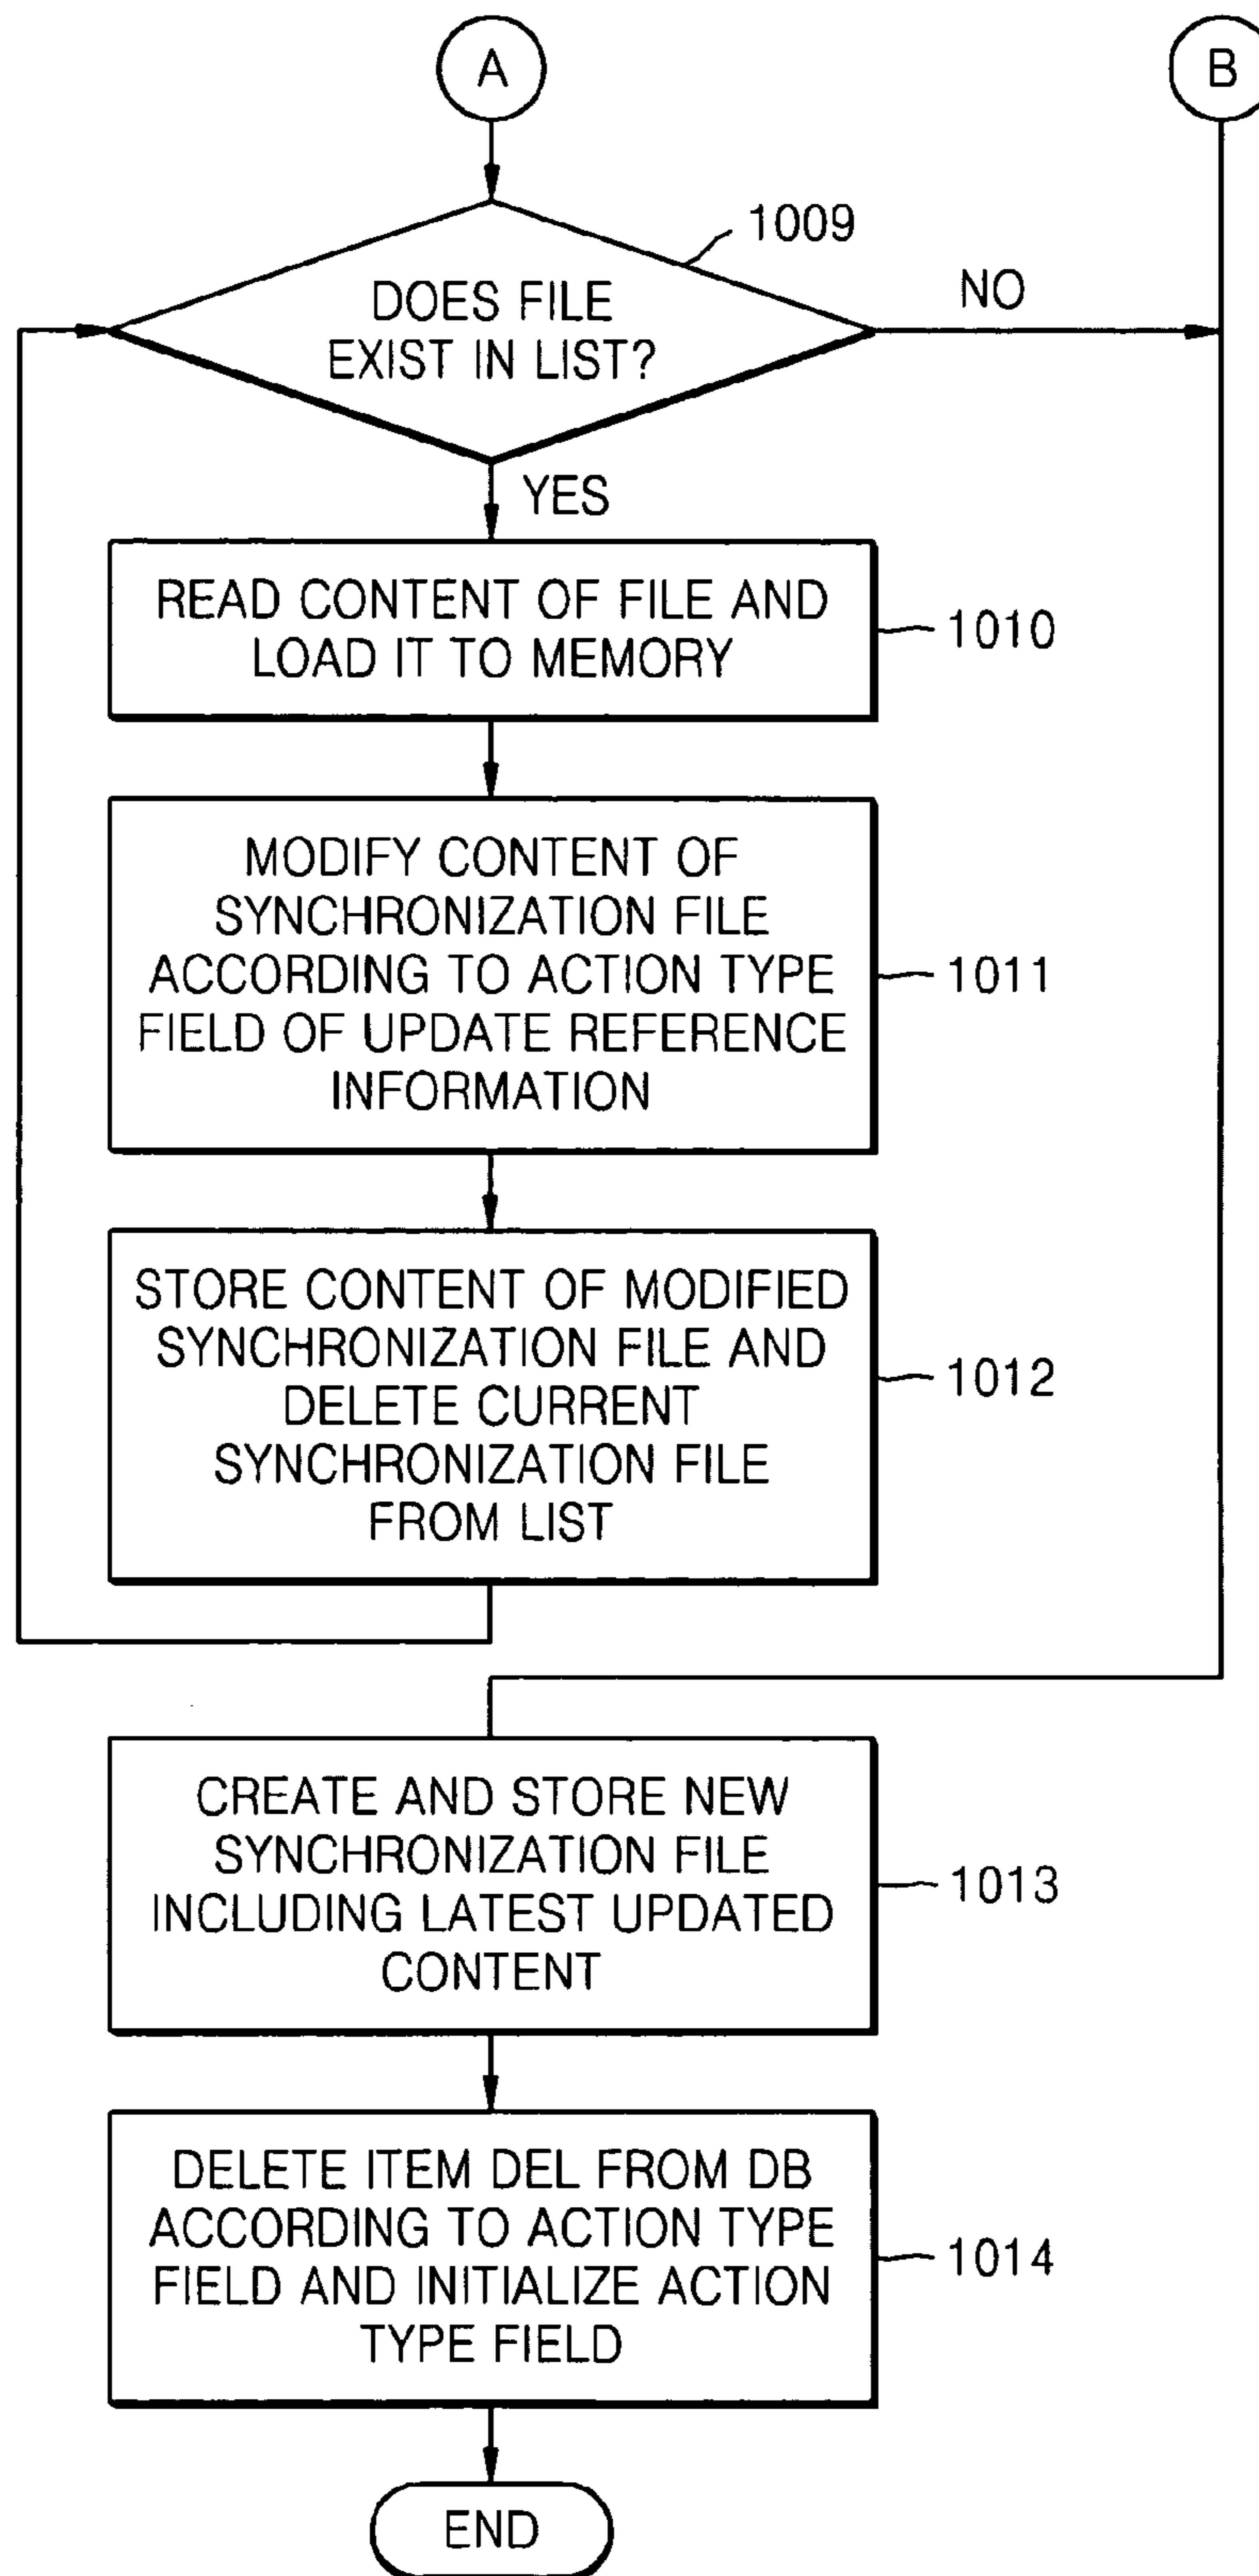 A
B
1009
NO
DOES FILE
EXIST IN LIST?
YES
READ CONTENT OF FILE AND
LOAD IT TO MEMORY
1010
MODIFY CONTENT OF
SYNCHRONIZATION FILE
ACCORDING TO ACTION TYPE
FIELD OF UPDATE REFERENCE
INFORMATION
1011
STORE CONTENT OF MODIFIED
SYNCHRONIZATION FILE AND
DELETE CURRENT
SYNCHRONIZATION FILE
FROM LIST
1012
CREATE AND STORE NEW
SYNCHRONIZATION FILE
INCLUDING LATEST UPDATED
CONTENT
1013
DELETE ITEM DEL FROM DB
ACCORDING TO ACTION TYPE
FIELD AND INITIALIZE ACTION
TYPE FIELD
1014
END